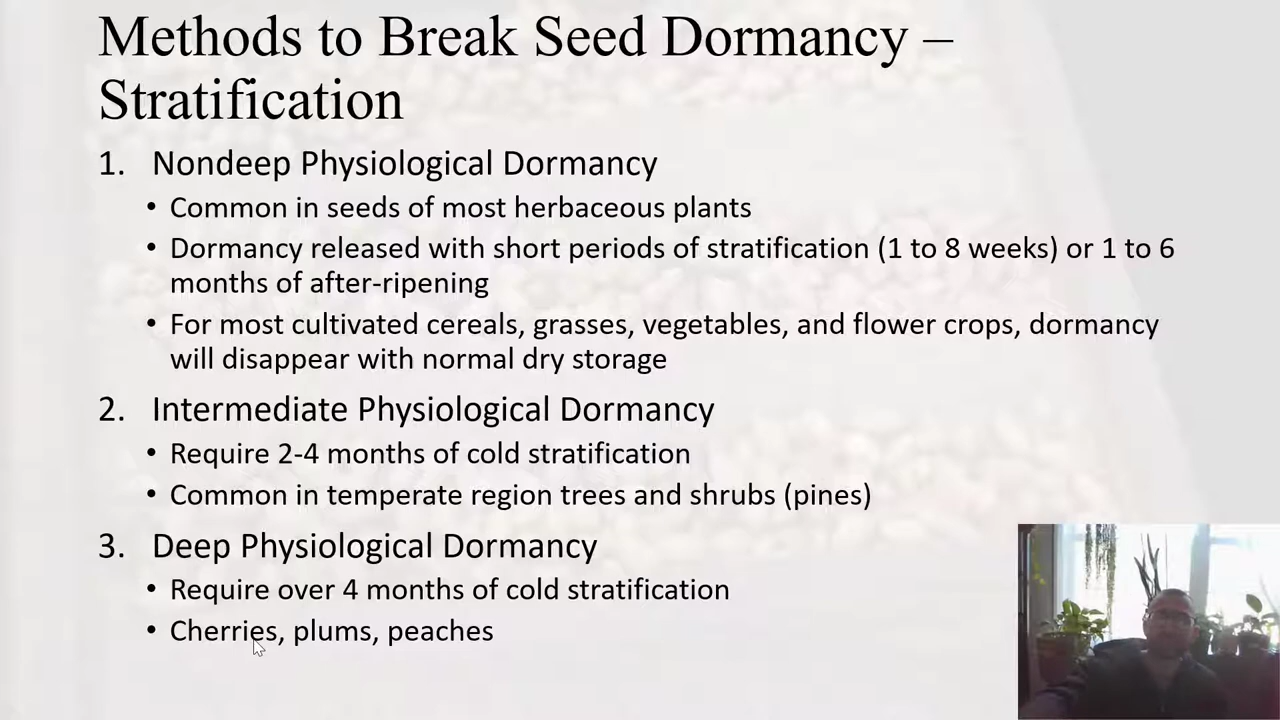 Methods to Break Seed Dormancy –
Stratification
1. Nondeep Physiological Dormancy
• Common in seeds of most herbaceous plants
• Dormancy released with short periods of stratification (1 to 8 weeks) or 1 to 6
months of after-ripening
• For most cultivated cereals, grasses, vegetables, and flower crops, dormancy
will disappear with normal dry storage
2. Intermediate Physiological Dormancy
• Require 2-4 months of cold stratification
• Common in temperate region trees and shrubs (pines)
3. Deep Physiological Dormancy
• Require over 4 months of cold stratification
• Cherries, plums, peaches